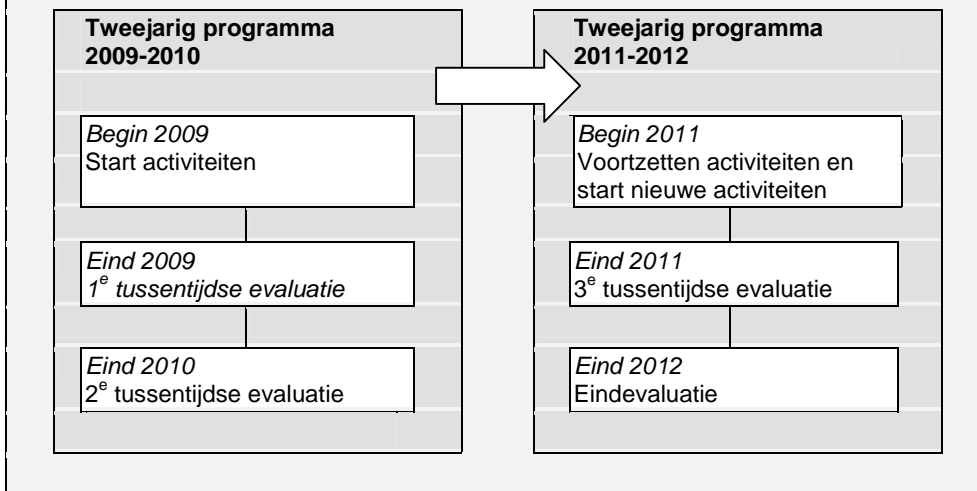 Tweejarig programma
2009-2010
Begin 2009
Start activiteiten
Eind 2009
1e tussentijdse evaluatie
Eind 2010
2e tussentijdse evaluatie
Tweejarig programma
2011-2012
Begin 2011
Voortzetten activiteiten en
start nieuwe activiteiten
Eind 2011
3e tussentijdse evaluatie
Eind 2012
Eindevaluatie